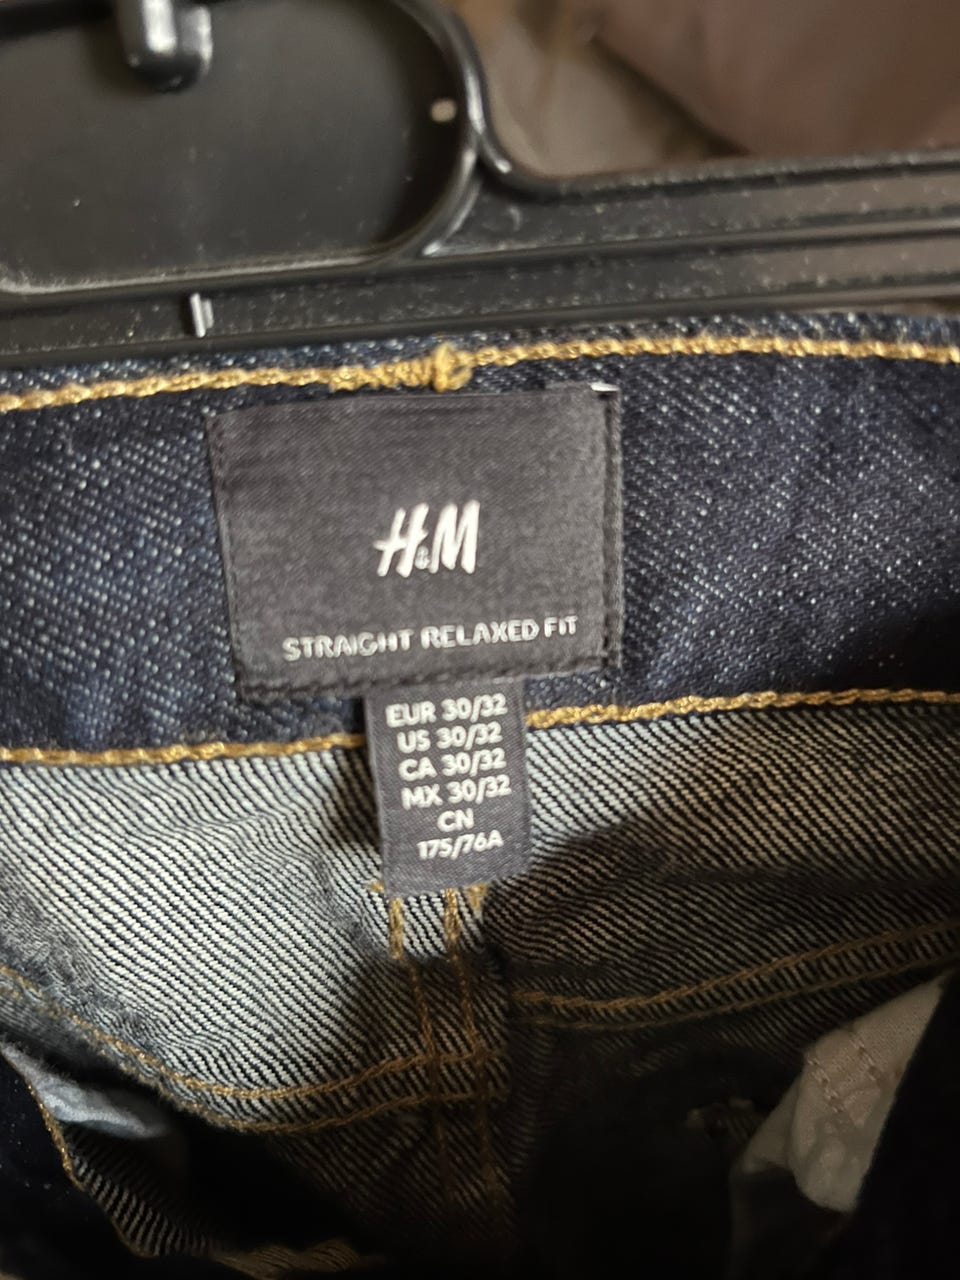 H&M
STRAIGHT RELAXED FIT
EUR 30/32
US 30/32
CA 30/32
MX 30/32
CN
175/76A